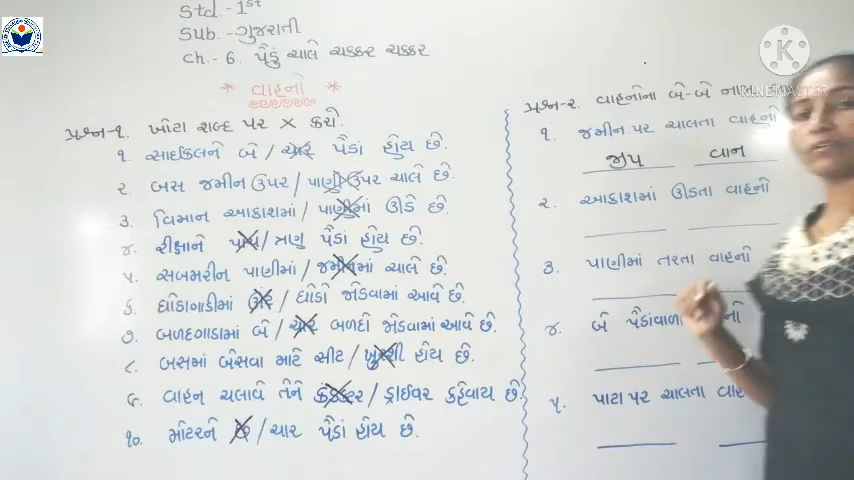 Std.-1st
Sub.-ગુજરાતી
Ch.-6. પૈડું ચાલે ચક્કર ચક્કર
* વાહનો *
પ્રશ્ન-૧. ખોટા શબ્દ પર × કરો.
૧. સાઈકલને બે / ચાર પૈડાં હોય છે.
૨. બસ જમીન ઉપર / પાણી ઉપર ચાલે છે.
૩. વિમાન આકાશમાં / પાણીમાં ઊડે છે.
૪. રીક્ષાને પાંચ / ત્રણ પૈડાં હોય છે.
૫. સબમરીન પાણીમાં / જમીનમાં ચાલે છે.
૬. ઘોડાગાડીમાં / ઘોડો જોડવામાં આવે છે.
૭. બળદગાડામાં બે / ચાર બળદો જોડવામાં આવે છે.
૮. બસમાં બેસવા માટે સીટ / ખુરશી હોય છે.
૯. વાહન ચલાવે તેને કંડક્ટર / ડ્રાઈવર કહેવાય છે.
૧૦. મોટરને છ / ચાર પૈડાં હોય છે.
પ્રશ્ન-૨. વાહનોના બે-બે
૧. જમીન પર ચાલતા વાહનો
જીપ વાન
૨. આકાશમાં ઊડતા વાહનો
૩. પાણીમાં તરતા વાહનો
૪. બે પૈડાંવાળા
૫. પાટા પર ચાલતા
KINEMASTER